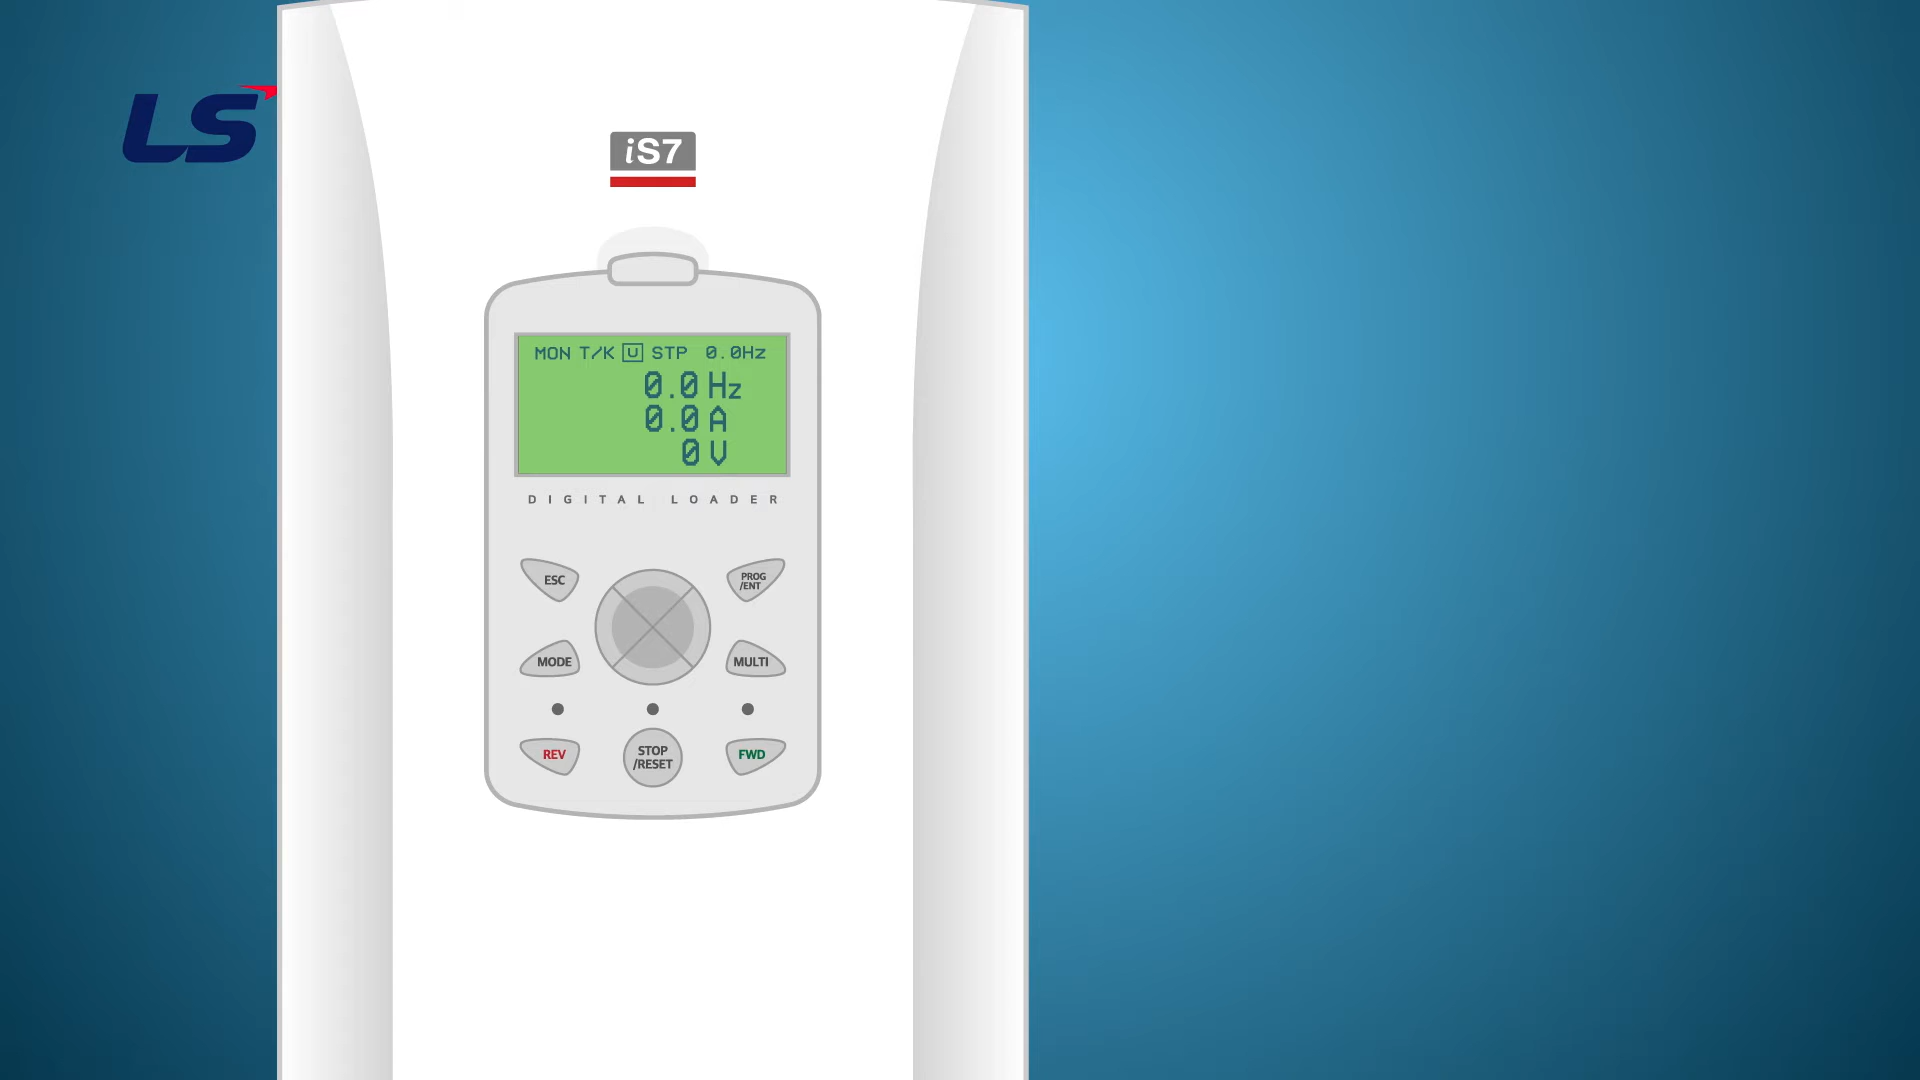 LS
iS7
MON T/K U STP 0.0Hz
0.0 Hz
0.0 A
0 V
DIGITAL LOADER
ESC
PROG
/ENT
MODE
MULTI
REV
STOP
/RESET
FWD